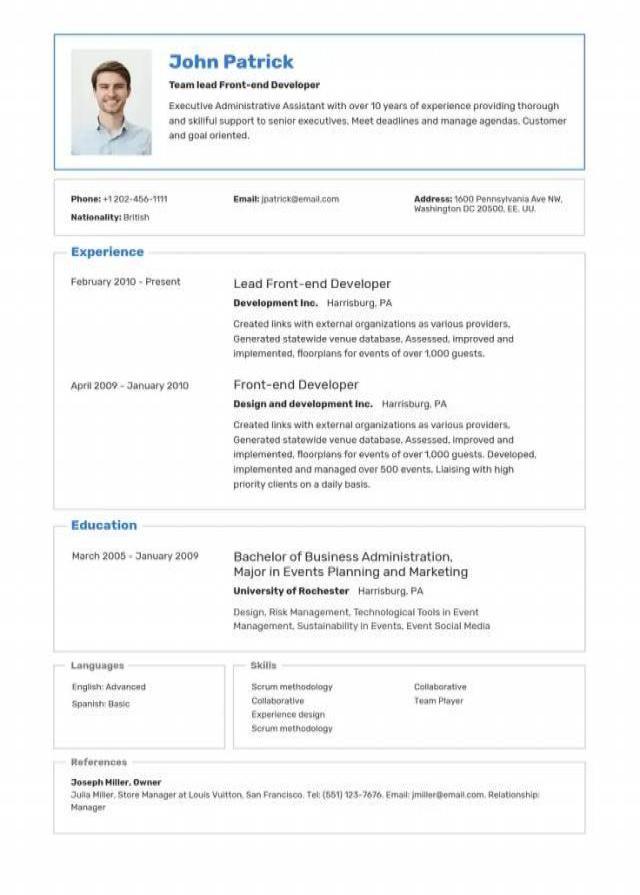 John Patrick
Team lead Front-end Developer
Executive Administrative Assistant with over 10 years of experience providing thorough
and skillful support to senior executives. Meet deadlines and manage agendas. Customer
and goal oriented.
Phone: +1 202-456-1111
Email: jpatrick@email.com
Address: 1600 Pennsylvania Ave NW,
Washington DC 20500, EE. UU.
Nationality: British
Experience
February 2010 - Present
Lead Front-end Developer
Development Inc. Harrisburg, PA
Created links with external organizations as various providers,
Generated statewide venue database, Assessed, improved and
implemented, floorplans for events of over 1,000 guests.
April 2009 - January 2010
Front-end Developer
Design and development Inc. Harrisburg, PA
Created links with external organizations as various providers,
Generated statewide venue database, Assessed, improved and
implemented, floorplans for events of over 1,000 guests. Developed,
implemented and managed over 500 events, Liaising with high
priority clients on a daily basis.
Education
March 2005 - January 2009
Bachelor of Business Administration,
Major in Events Planning and Marketing
University of Rochester Harrisburg, PA
Design, Risk Management, Technological Tools in Event
Management, Sustainability in Events, Event Social Media
Languages
English: Advanced
Spanish: Basic
Skills
Scrum methodology
Collaborative
Experience design
Scrum methodology
Collaborative
Team Player
References
Joseph Miller, Owner
Julia Miller, Store Manager at Louis Vuitton, San Francisco. Tel: (551) 123-7676. Email: jmiller@email.com. Relationship:
Manager